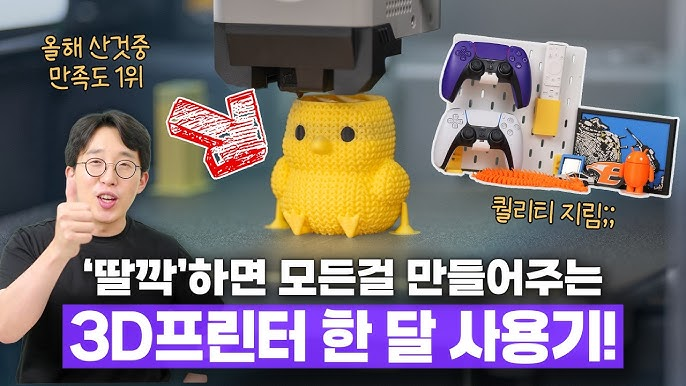 올해 산것중
만족도 1위
퀄리티 지림;;
‘딸깍’하면 모든걸 만들어주는
3D프린터 한 달 사용기!